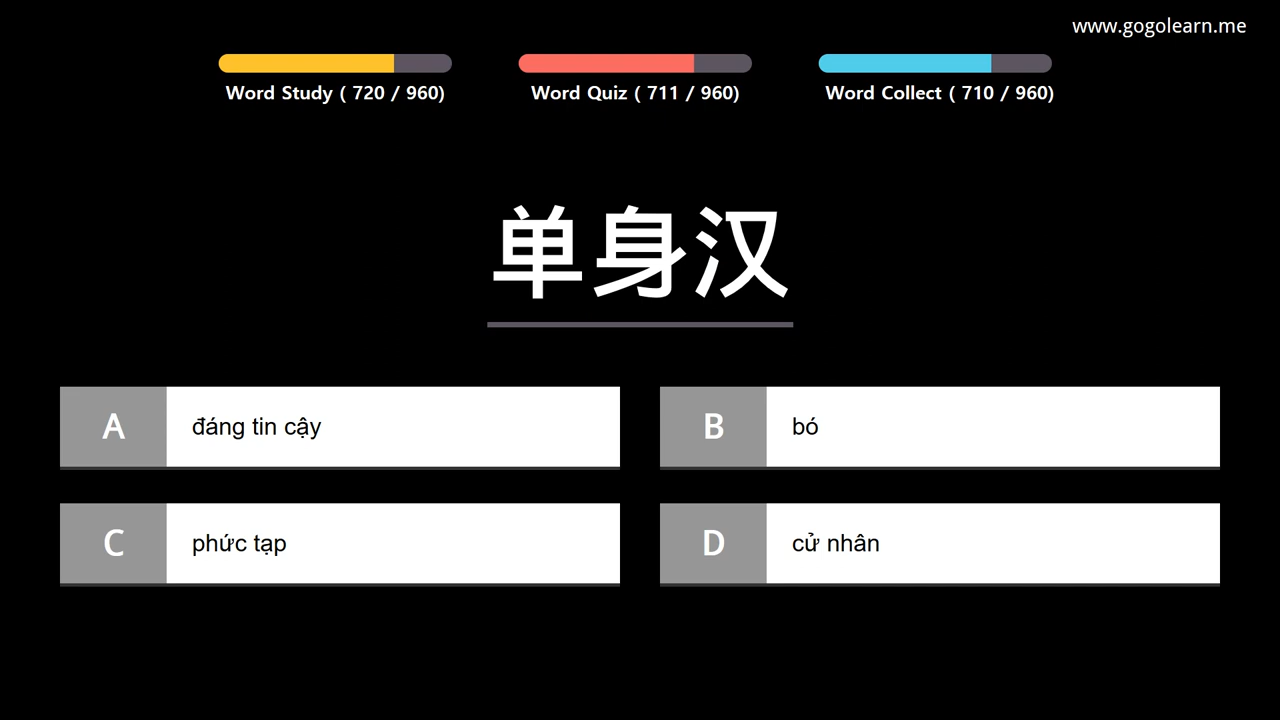 www.gogolearn.me
Word Study ( 720 / 960)
Word Quiz ( 711 / 960)
Word Collect ( 710 / 960)
单身汉
A đáng tin cậy
B bó
C phức tạp
D cử nhân